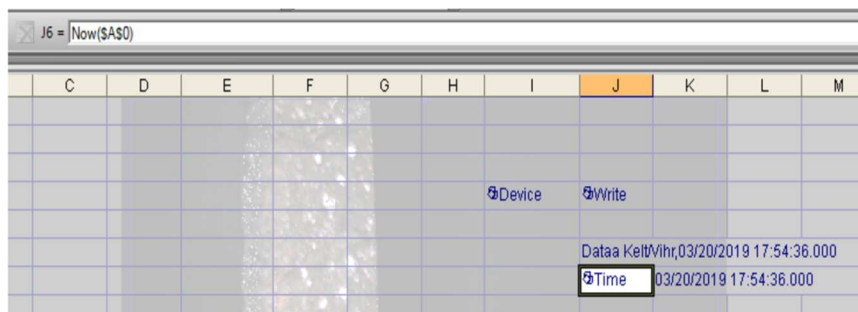 J6 = Now($A$0)
C D E F G H I J K L M
Device Write
Dataa Kelt/Vihr,03/20/2019 17:54:36.000
Time 03/20/2019 17:54:36.000